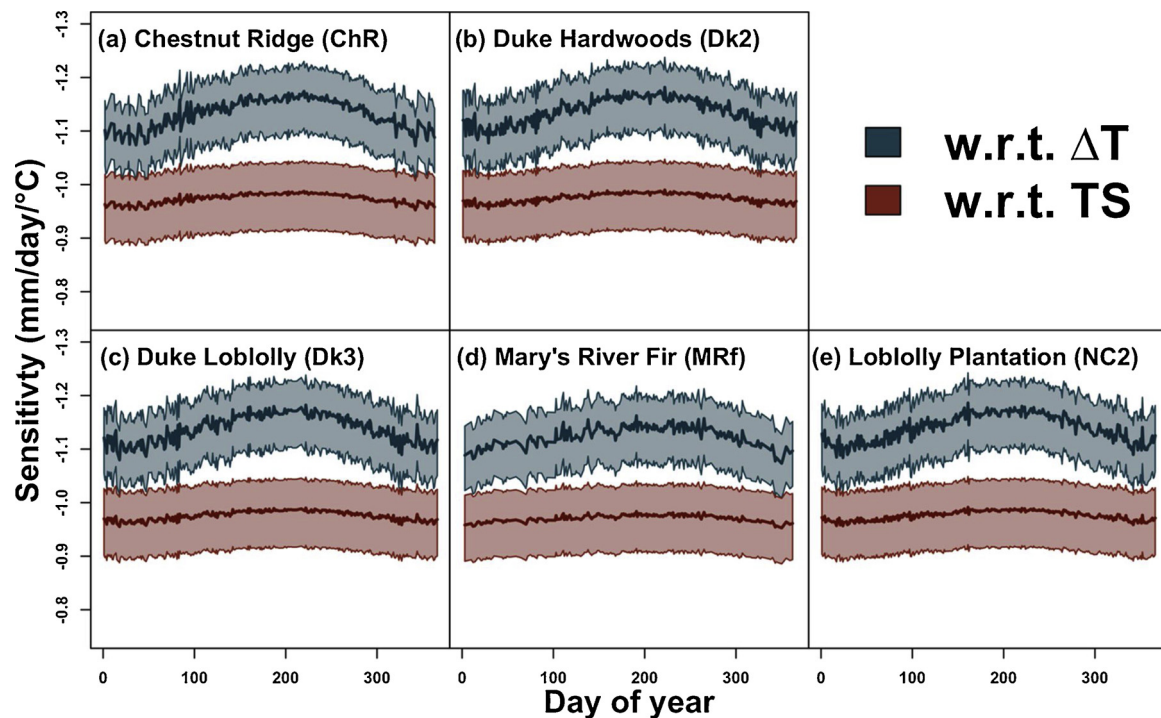 (a) Chestnut Ridge (ChR)
(b) Duke Hardwoods (Dk2)
w.r.t. ΔT
w.r.t. TS
-1.3
-1.2
-1.1
-1.0
-0.9
-0.8
(c) Duke Loblolly (Dk3)
(d) Mary's River Fir (MRf)
(e) Loblolly Plantation (NC2)
-1.3
-1.2
-1.1
-1.0
-0.9
-0.8
Sensitivty (mm/day/°C)
0 100 200 300
0 100 200 300
0 100 200 300
Day of year